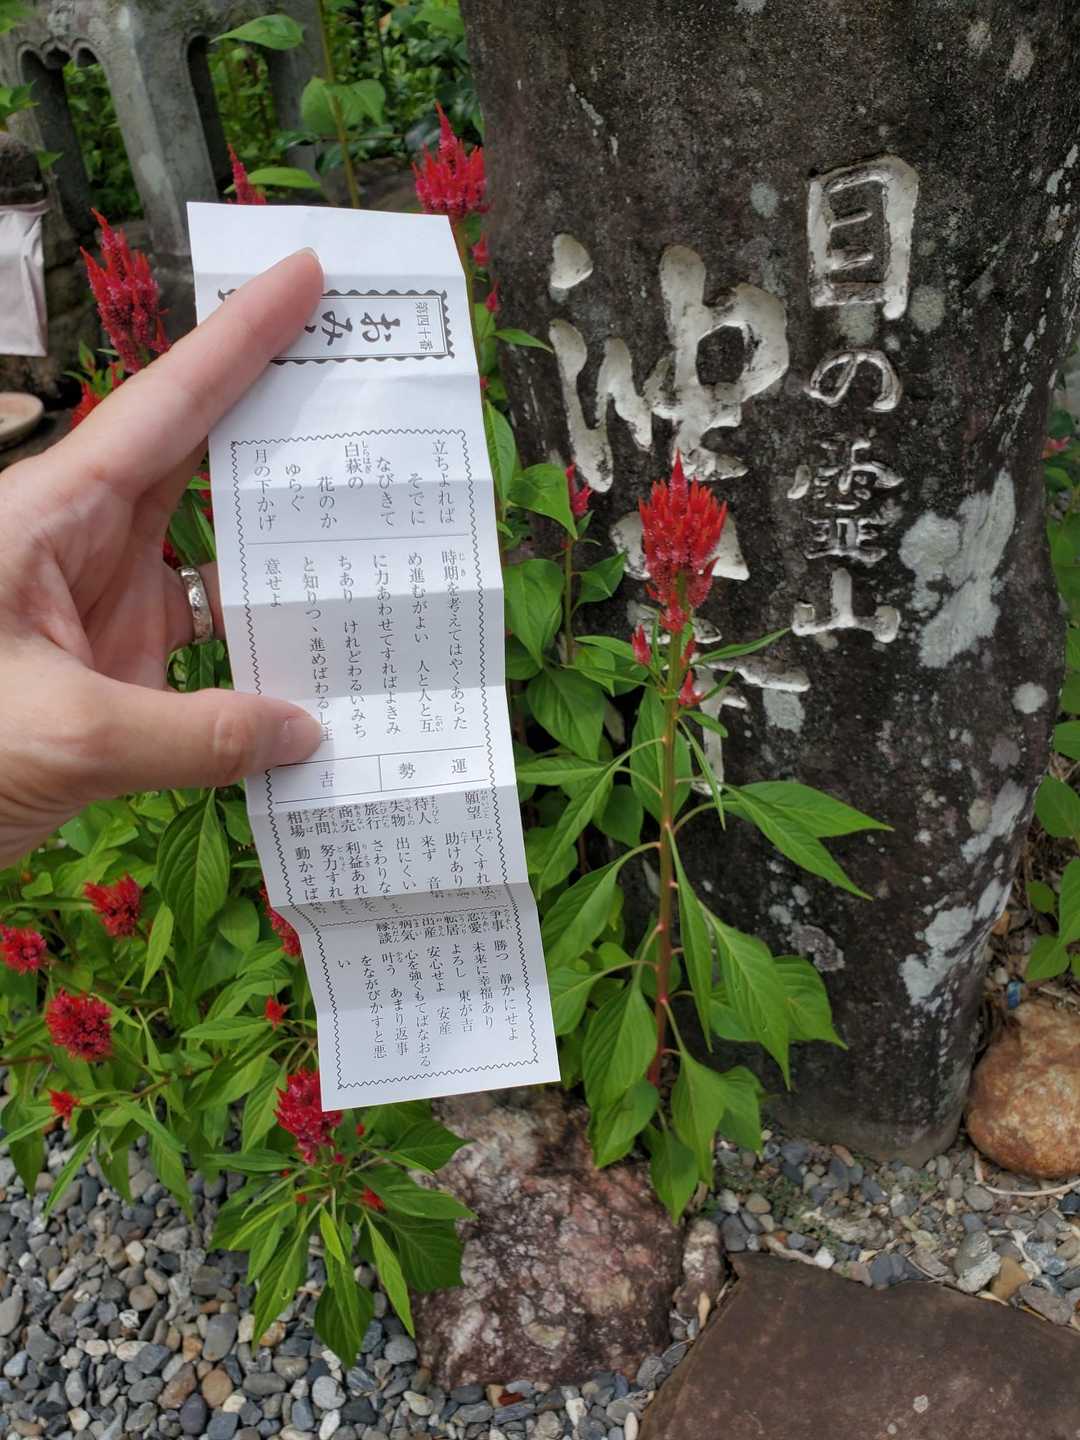 目の霊山
第四十番
おみ
立ちよれば
そでに
なびきて
白萩の
花のか
ゆらぐ
月の下かげ
時期を考えてはやくあらた
め進むがよい 人と人と互
に力あわせてすればよきみ
ちあり けれどわるいみち
と知りつゝ進めばわるし注
意せよ
運勢
吉
願望 早くすれば
助けあり
待人 来ず 音
失物 出にくい
旅行 さわりな
商売 利益あれ
学問 努力すれ
相場 動かせば
争事 勝つ 静かにせよ
恋愛 未来に幸福あり
転居 よろし 東が吉
出産 安心せよ 安産
病気 心を強くもてばなおる
縁談 叶う あまり返事
をながびかすと悪
い